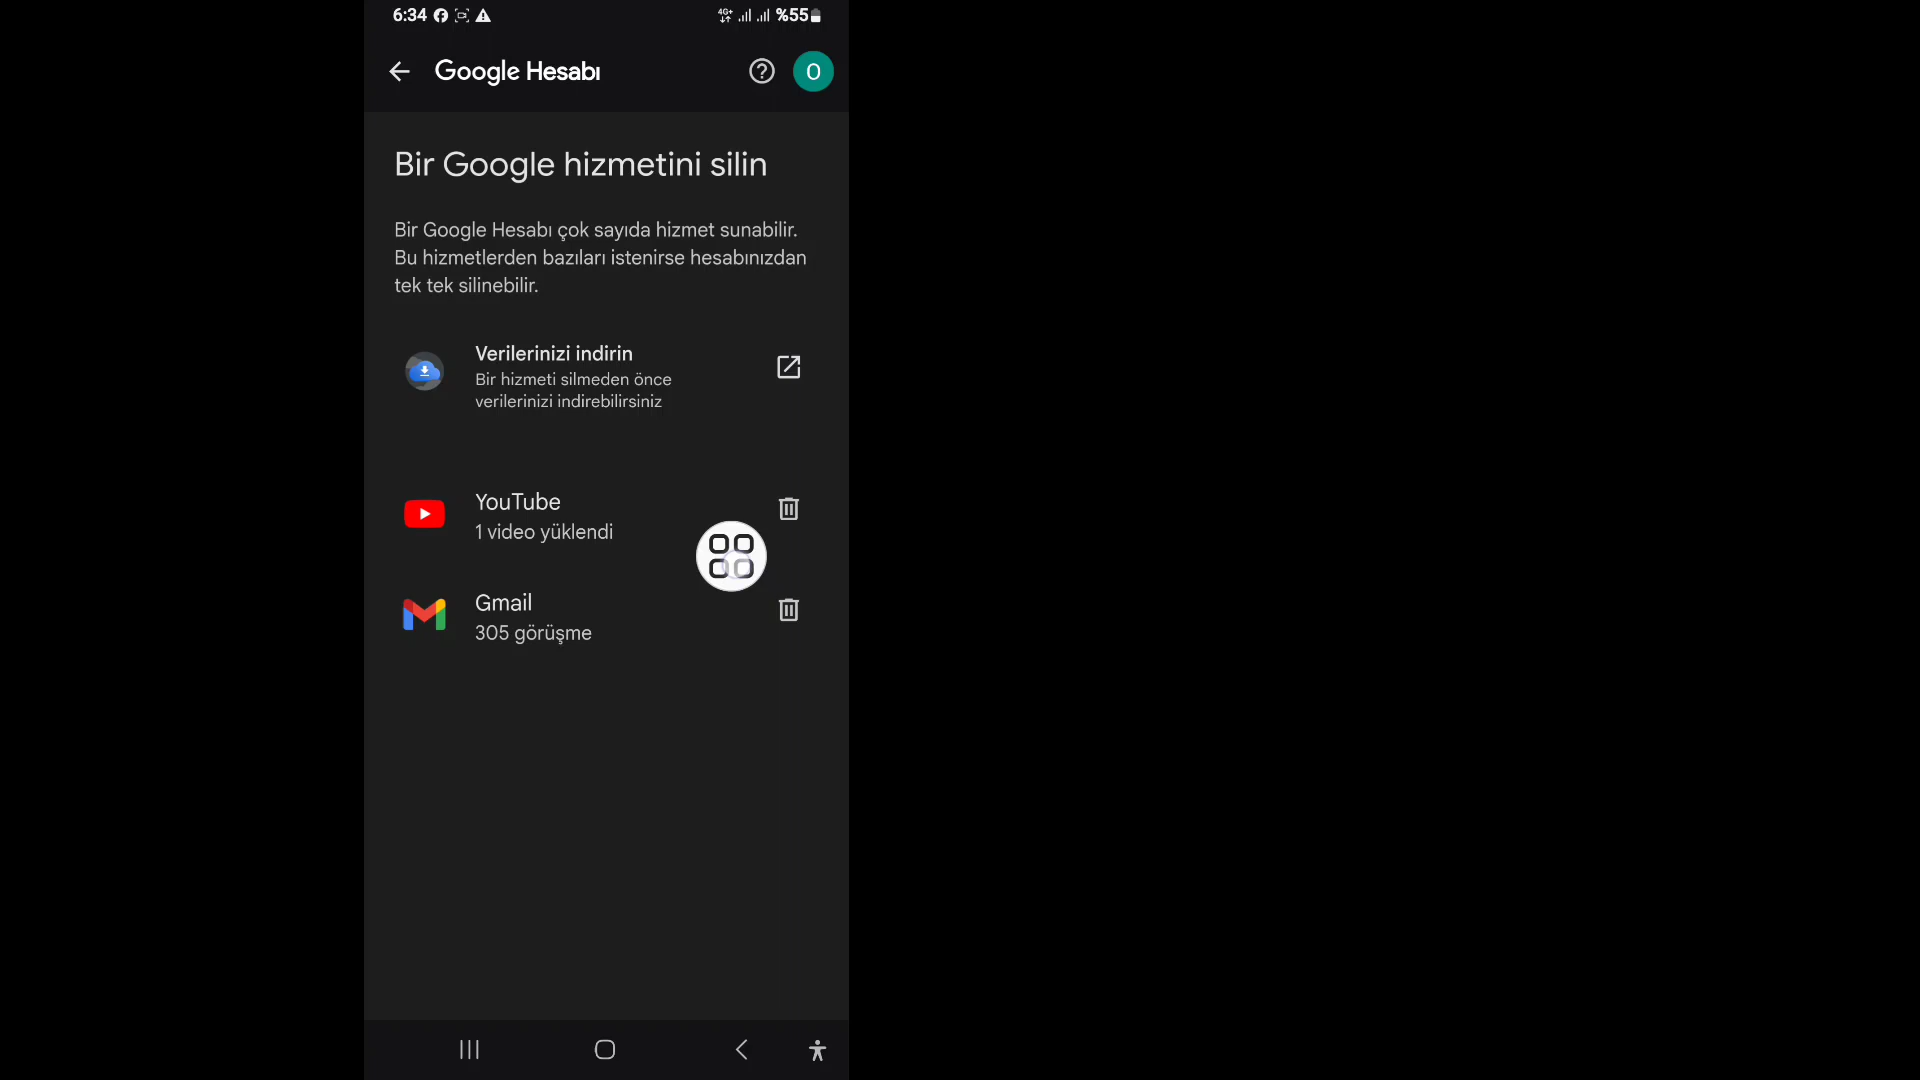 6:34
4G+
%55
Google Hesabı
O
Bir Google hizmetini silin
Bir Google Hesabı çok sayıda hizmet sunabilir.
Bu hizmetlerden bazıları istenirse hesabınızdan
tek tek silinebilir.
Verilerinizi indirin
Bir hizmeti silmeden önce
verilerinizi indirebilirsiniz
YouTube
1 video yüklendi
Gmail
305 görüşme